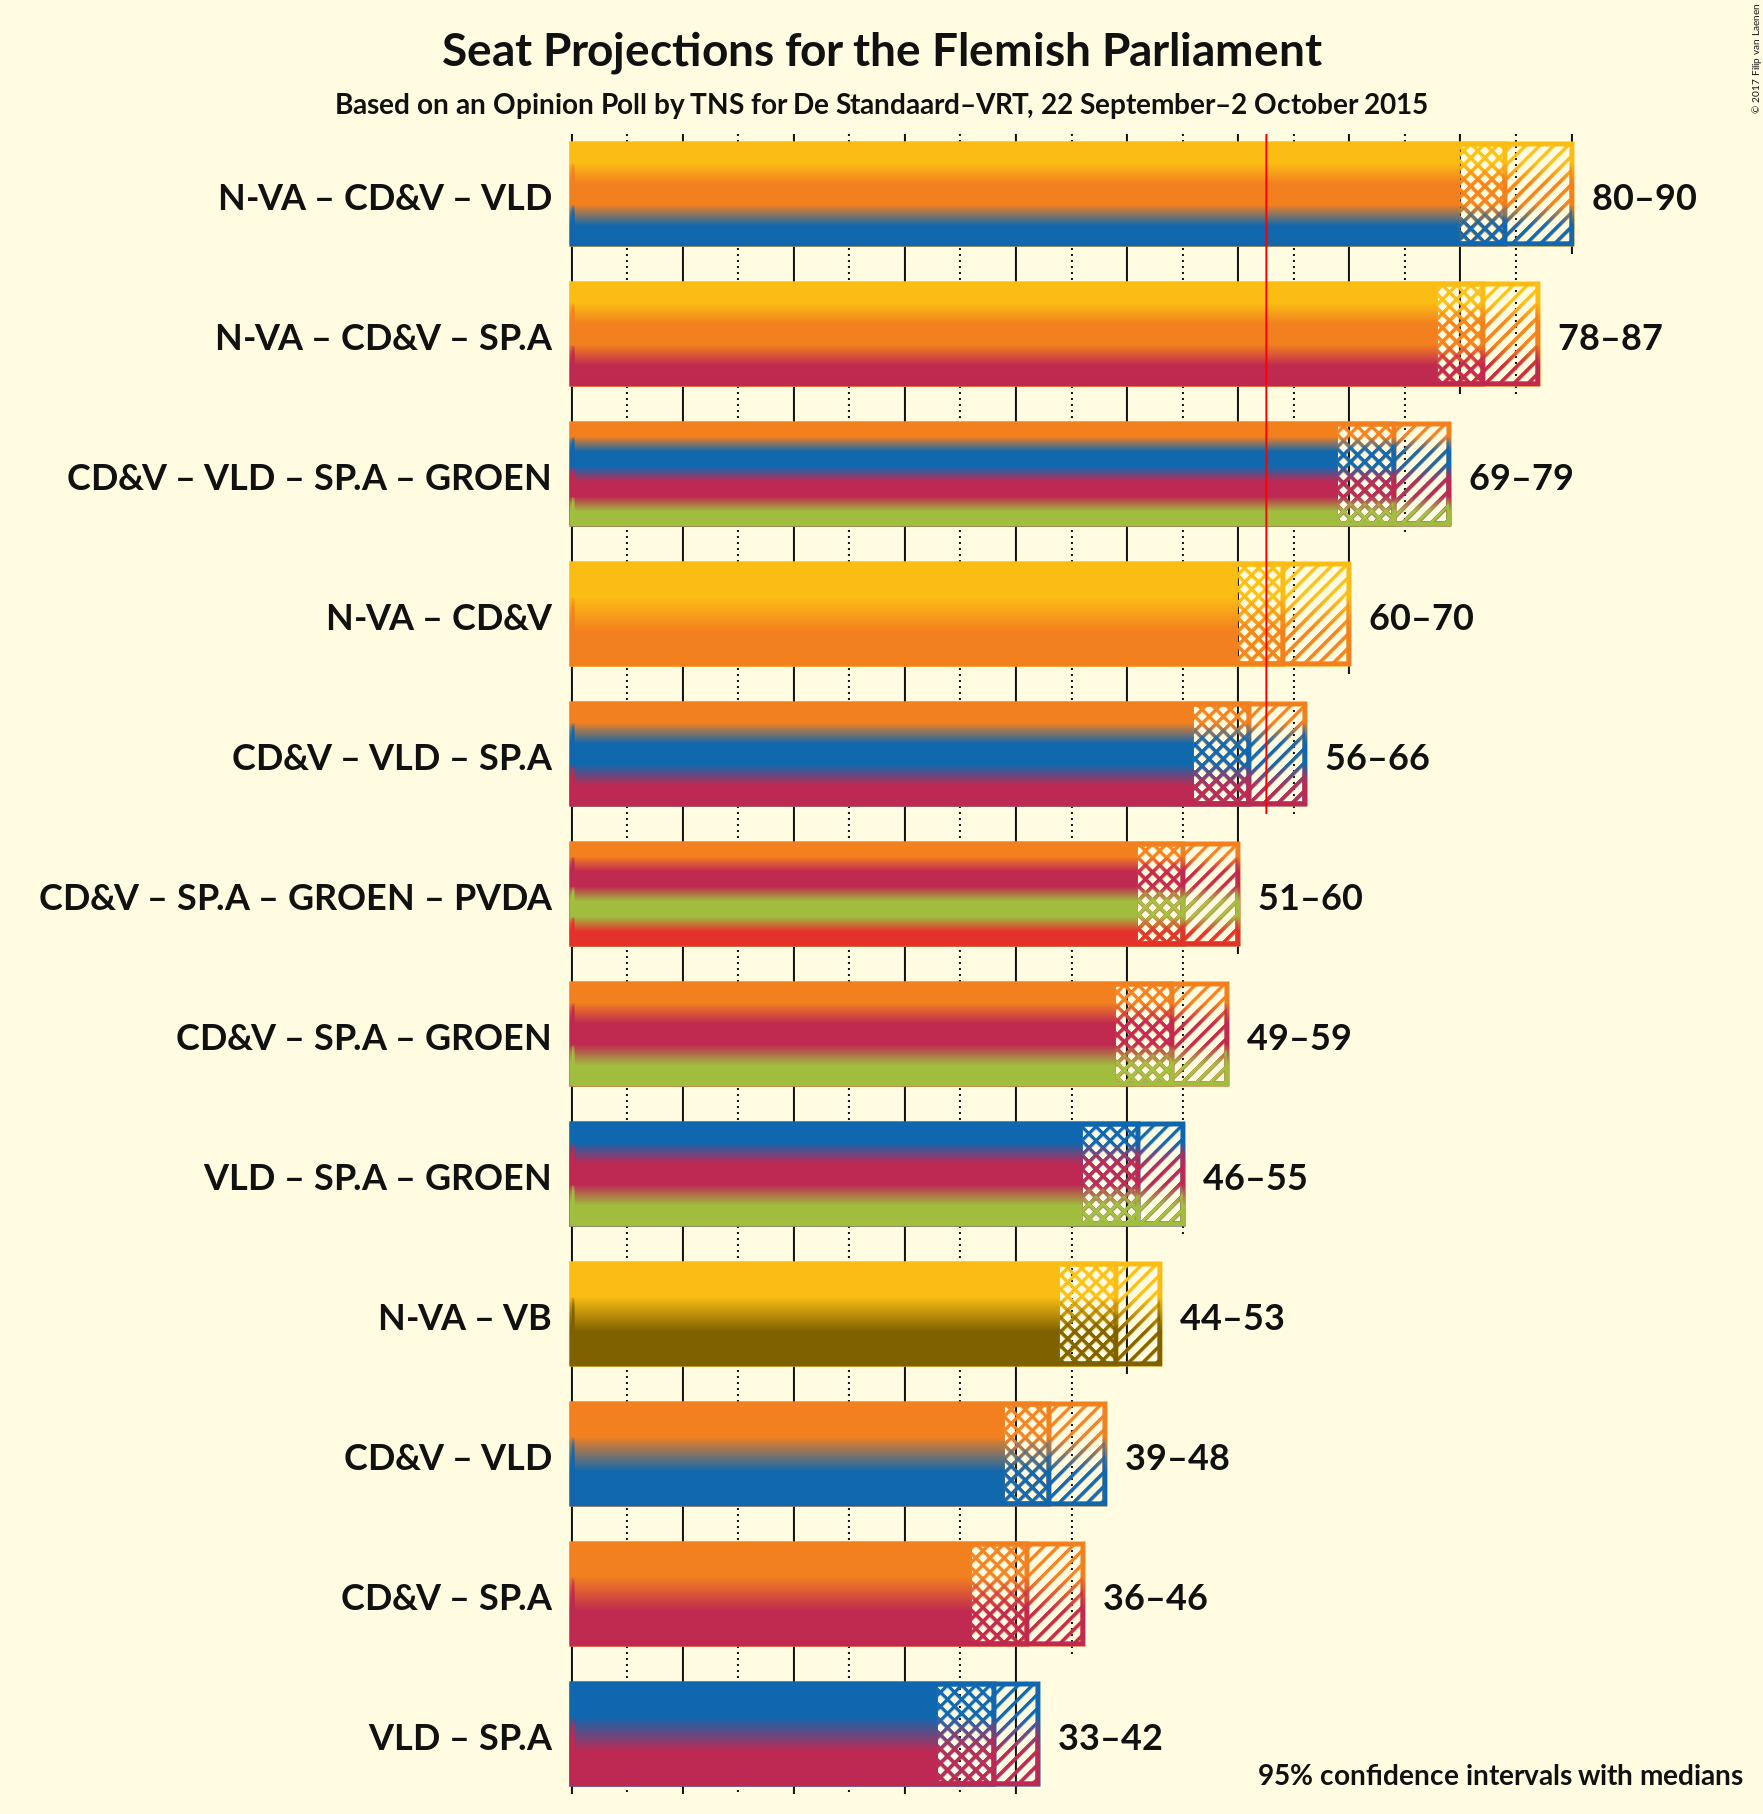 Seat Projections for the Flemish Parliament
Based on an Opinion Poll by TNS for De Standaard–VRT, 22 September–2 October 2015
© 2017 Filip van Laenen
N-VA – CD&V – VLD 80–90
N-VA – CD&V – SP.A 78–87
CD&V – VLD – SP.A – GROEN 69–79
N-VA – CD&V 60–70
CD&V – VLD – SP.A 56–66
CD&V – SP.A – GROEN – PVDA 51–60
CD&V – SP.A – GROEN 49–59
VLD – SP.A – GROEN 46–55
N-VA – VB 44–53
CD&V – VLD 39–48
CD&V – SP.A 36–46
VLD – SP.A 33–42
95% confidence intervals with medians